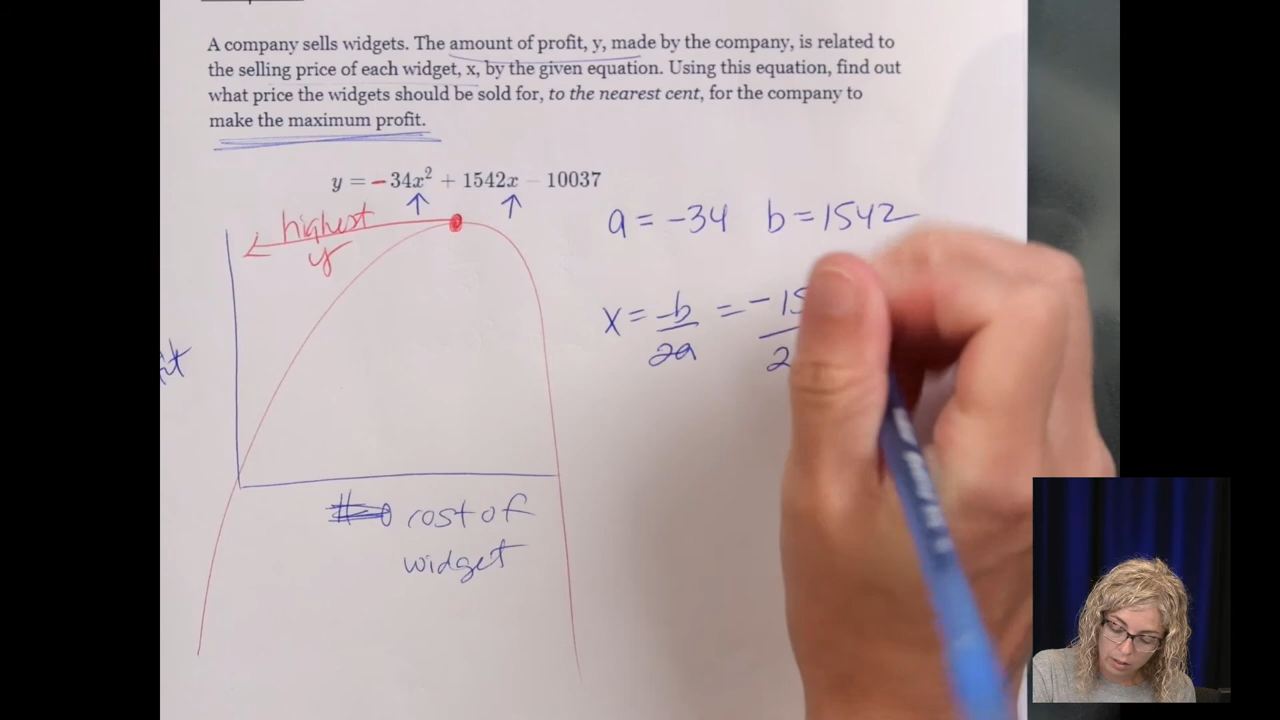 A company sells widgets. The amount of profit, y, made by the company, is related to
the selling price of each widget, x, by the given equation. Using this equation, find out
what price the widgets should be sold for, to the nearest cent, for the company to
make the maximum profit.
y = -34x² + 1542x - 10037
highest
y
a = -34 b = 1542
x = -b/2a = -15/2
cost of
widget